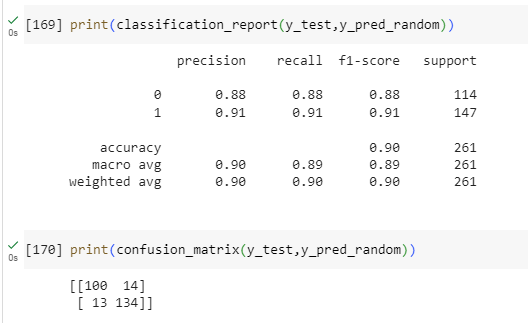 [169] print(classification_report(y_test,y_pred_random))
0s
precision recall f1-score support
0 0.88 0.88 0.88 114
1 0.91 0.91 0.91 147
accuracy 0.90 261
macro avg 0.90 0.89 0.89 261
weighted avg 0.90 0.90 0.90 261
[170] print(confusion_matrix(y_test,y_pred_random))
0s
[[100 14]
[ 13 134]]